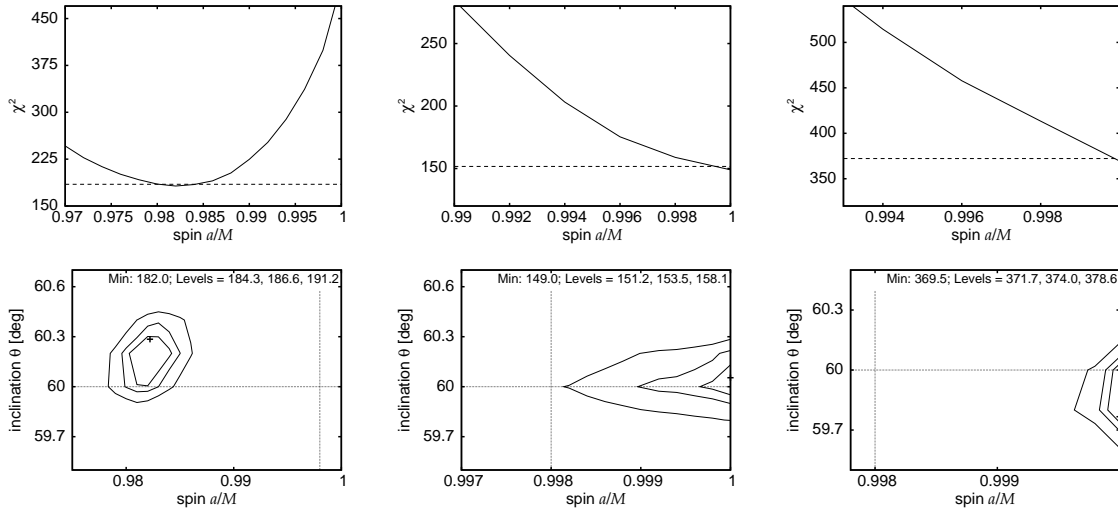 450
375
300
225
150
χ²
0.97 0.975 0.98 0.985 0.99 0.995 1
spin a/M
250
200
150
χ²
0.99 0.992 0.994 0.996 0.998 1
spin a/M
500
450
400
350
χ²
0.994 0.996 0.998
spin a/M
Min: 182.0; Levels = 184.3, 186.6, 191.2
60.6
60.3
60
59.7
inclination θ [deg]
0.98 0.99 1
spin a/M
Min: 149.0; Levels = 151.2, 153.5, 158.1
60.6
60.3
60
59.7
inclination θ [deg]
0.997 0.998 0.999 1
spin a/M
Min: 369.5; Levels = 371.7, 374.0, 378.6
60.3
60
59.7
inclination θ [deg]
0.998 0.999
spin a/M